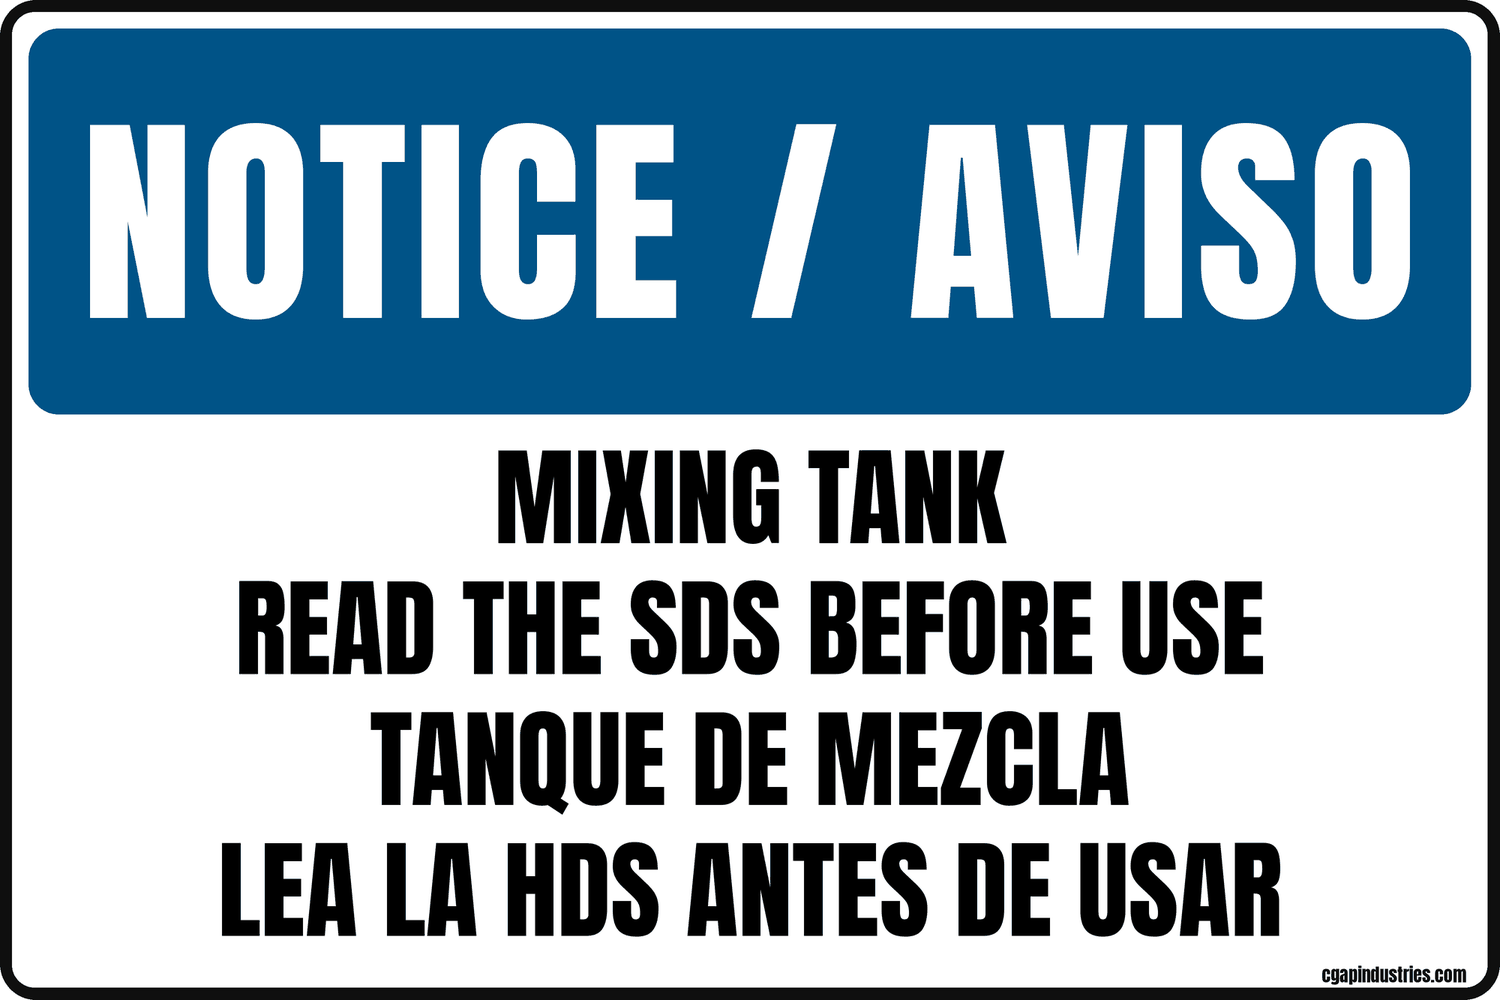 NOTICE / AVISO
MIXING TANK
READ THE SDS BEFORE USE
TANQUE DE MEZCLA
LEA LA HDS ANTES DE USAR
cgapindustries.com